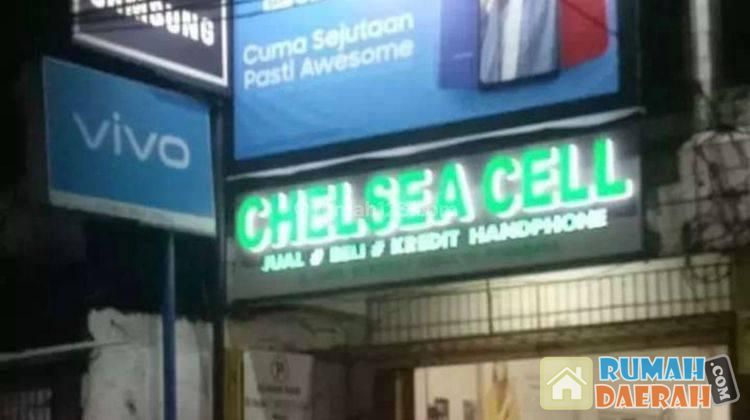 SAMSUNG
Cuma Sejutaan
Pasti Awesome
vivo
CHELSEA CELL
JUAL # BELI # KREDIT HANDPHONE
P
RUMAH
DAERAH.COM